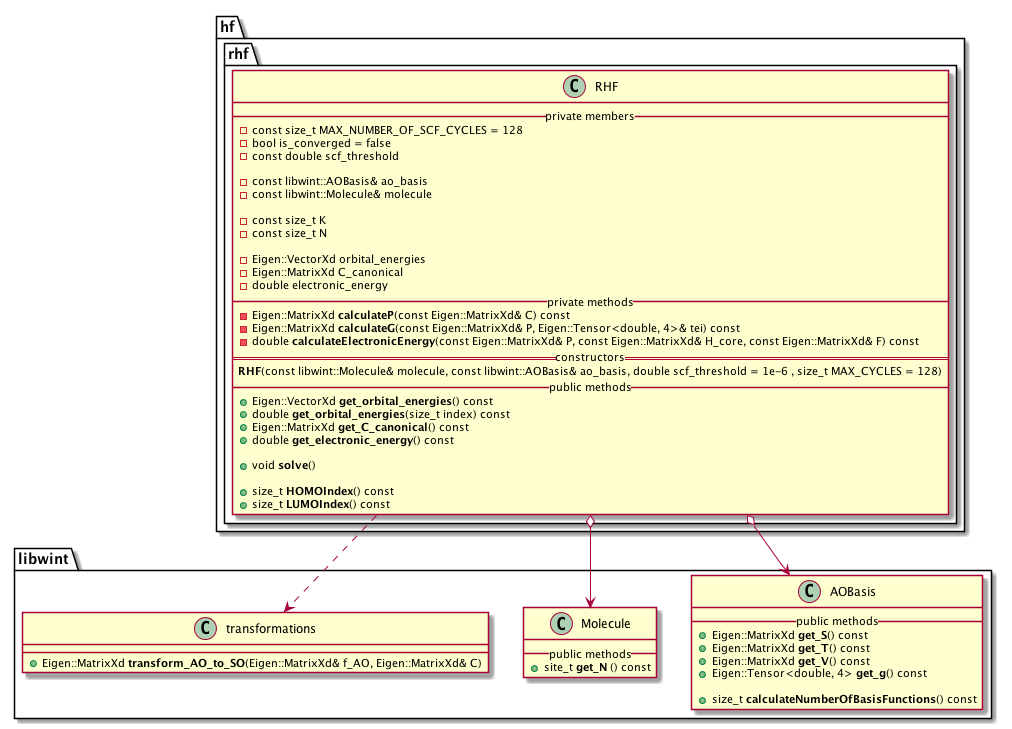 hf
rhf
C RHF
private members
const size_t MAX_NUMBER_OF_SCF_CYCLES = 128
bool is_converged = false
const double scf_threshold
const libwint::AOBasis& ao_basis
const libwint::Molecule& molecule
const size_t K
const size_t N
Eigen::VectorXd orbital_energies
Eigen::MatrixXd C_canonical
double electronic_energy
private methods
Eigen::MatrixXd calculateP(const Eigen::MatrixXd& C) const
Eigen::MatrixXd calculateG(const Eigen::MatrixXd& P, Eigen::Tensor<double, 4>& tei) const
double calculateElectronicEnergy(const Eigen::MatrixXd& P, const Eigen::MatrixXd& H_core, const Eigen::MatrixXd& F) const
constructors
RHF(const libwint::Molecule& molecule, const libwint::AOBasis& ao_basis, double scf_threshold = 1e-6 , size_t MAX_CYCLES = 128)
public methods
Eigen::VectorXd get_orbital_energies() const
double get_orbital_energies(size_t index) const
Eigen::MatrixXd get_C_canonical() const
double get_electronic_energy() const
void solve()
size_t HOMOIndex() const
size_t LUMOIndex() const
libwint
C transformations
Eigen::MatrixXd transform_AO_to_SO(Eigen::MatrixXd& f_AO, Eigen::MatrixXd& C)
C Molecule
public methods
site_t get_N () const
C AOBasis
public methods
Eigen::MatrixXd get_S() const
Eigen::MatrixXd get_T() const
Eigen::MatrixXd get_V() const
Eigen::Tensor<double, 4> get_g() const
size_t calculateNumberOfBasisFunctions() const